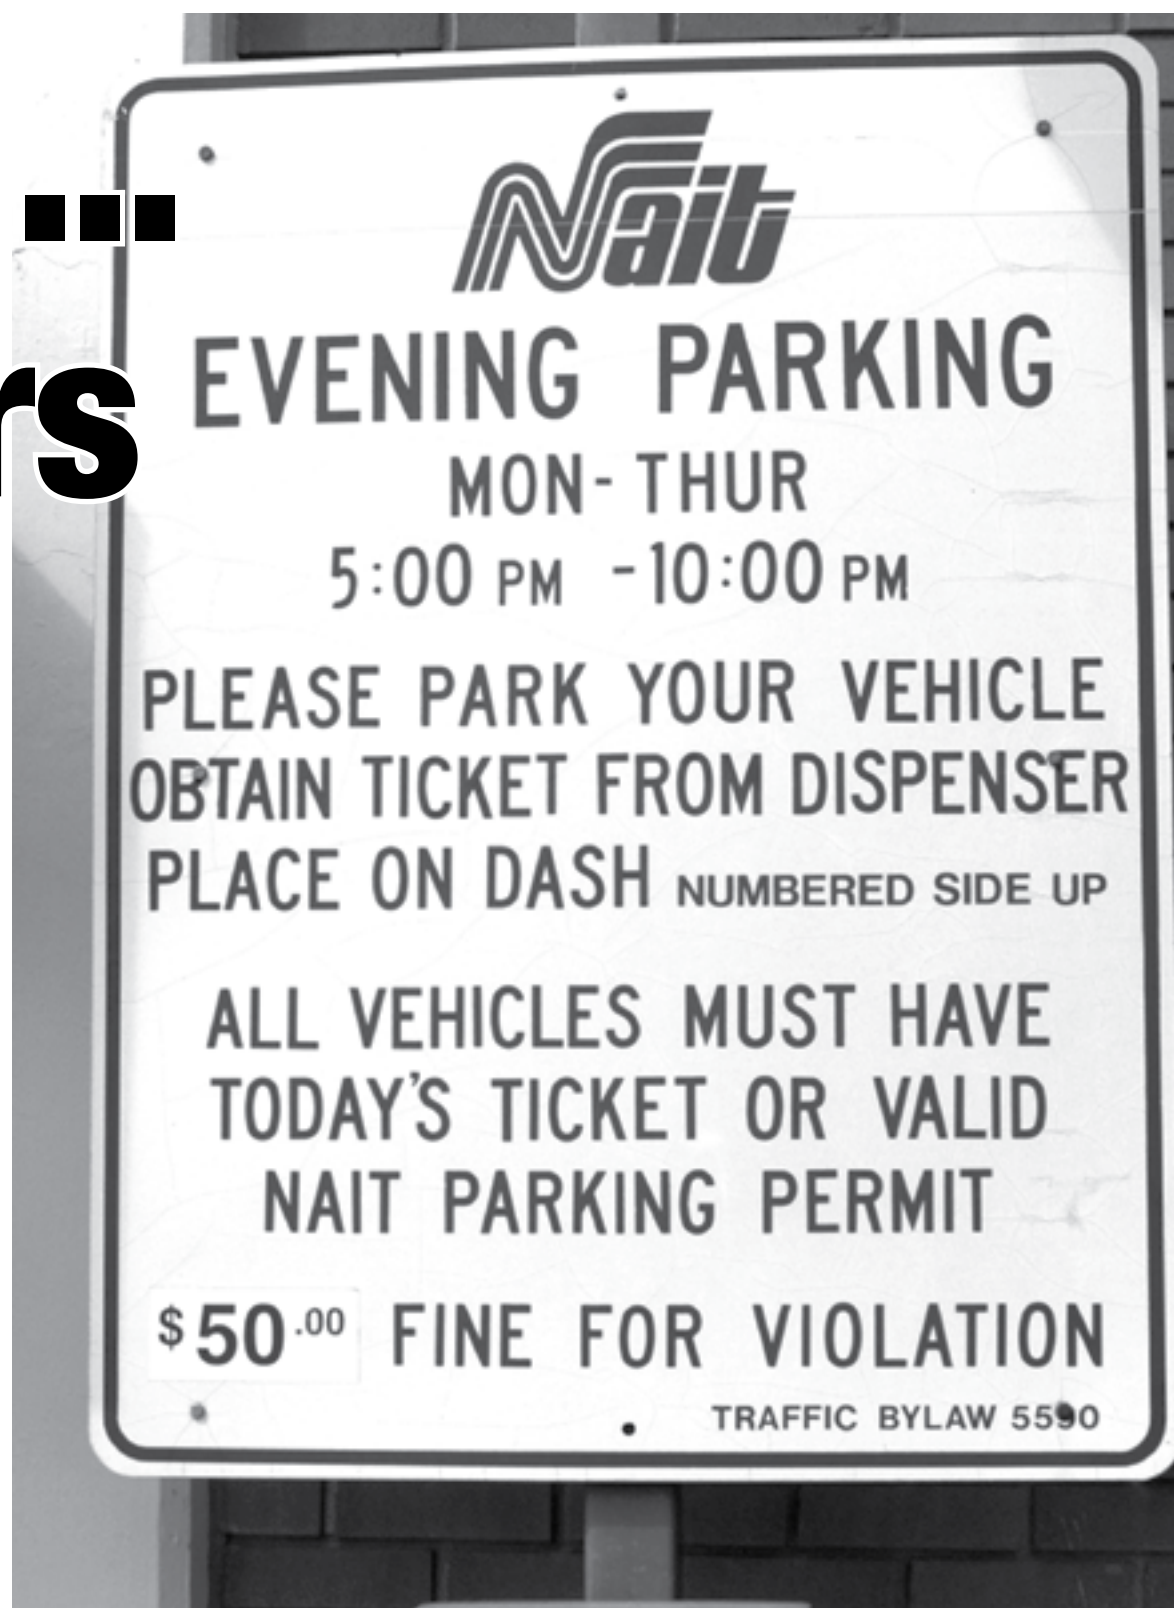 ...
rs
Nait
EVENING PARKING
MON-THUR
5:00 PM - 10:00 PM
PLEASE PARK YOUR VEHICLE
OBTAIN TICKET FROM DISPENSER
PLACE ON DASH NUMBERED SIDE UP
ALL VEHICLES MUST HAVE
TODAY'S TICKET OR VALID
NAIT PARKING PERMIT
$50.00 FINE FOR VIOLATION
TRAFFIC BYLAW 5590